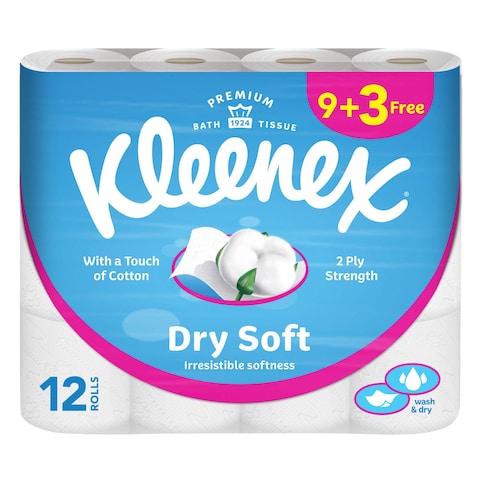 PREMIUM
BATH 1924 TISSUE
9+3 Free
Kleenex®
With a Touch
of Cotton
2 Ply
Strength
Dry Soft
Irresistible softness
12 ROLLS
wash
& dry